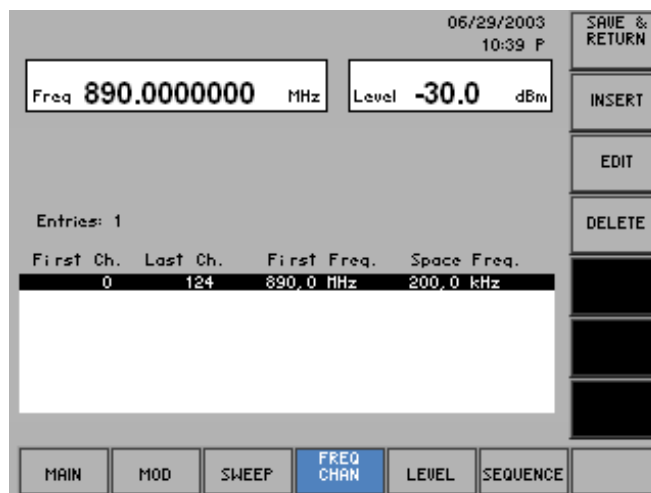 06/29/2003
10:39 P
Freq 890.0000000 MHz
Level -30.0 dBm
Entries: 1
First Ch. Last Ch. First Freq. Space Freq.
0 124 890,0 MHz 200,0 kHz
SAVE &
RETURN
INSERT
EDIT
DELETE
MAIN
MOD
SWEEP
FREQ
CHAN
LEVEL
SEQUENCE